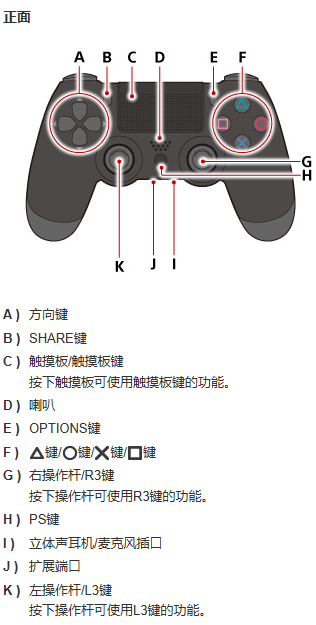 正面
A B C D E F
G
H
K J I
A ) 方向键
B ) SHARE键
C ) 触摸板/触摸板键
按下触摸板可使用触摸板键的功能。
D ) 喇叭
E ) OPTIONS键
F ) △键/○键/✕键/□键
G ) 右操作杆/R3键
按下操作杆可使用R3键的功能。
H ) PS键
I ) 立体声耳机/麦克风插口
J ) 扩展端口
K ) 左操作杆/L3键
按下操作杆可使用L3键的功能。